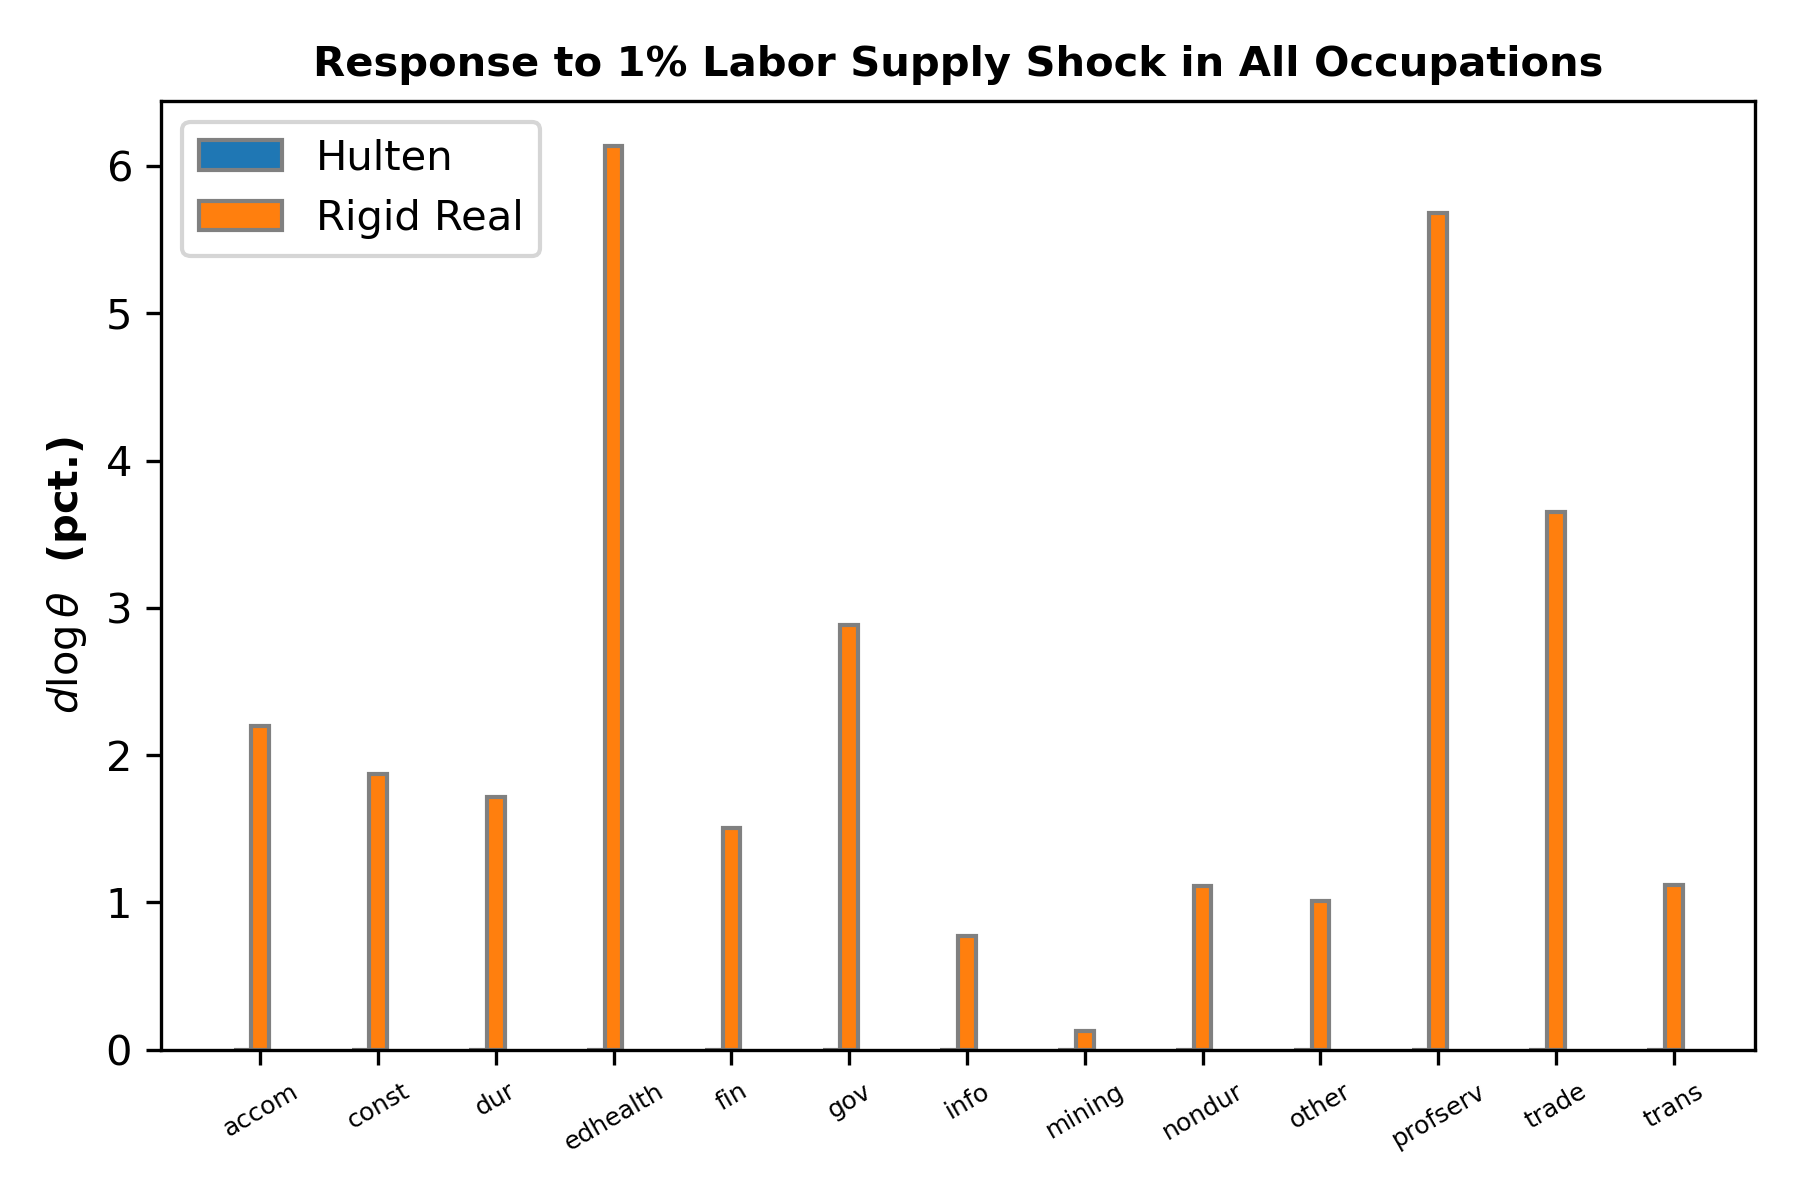 Response to 1% Labor Supply Shock in All Occupations
Hulten
Rigid Real
d log θ (pct.)
6
5
4
3
2
1
0
accom
const
dur
edhealth
fin
gov
info
mining
nondur
other
profserv
trade
trans